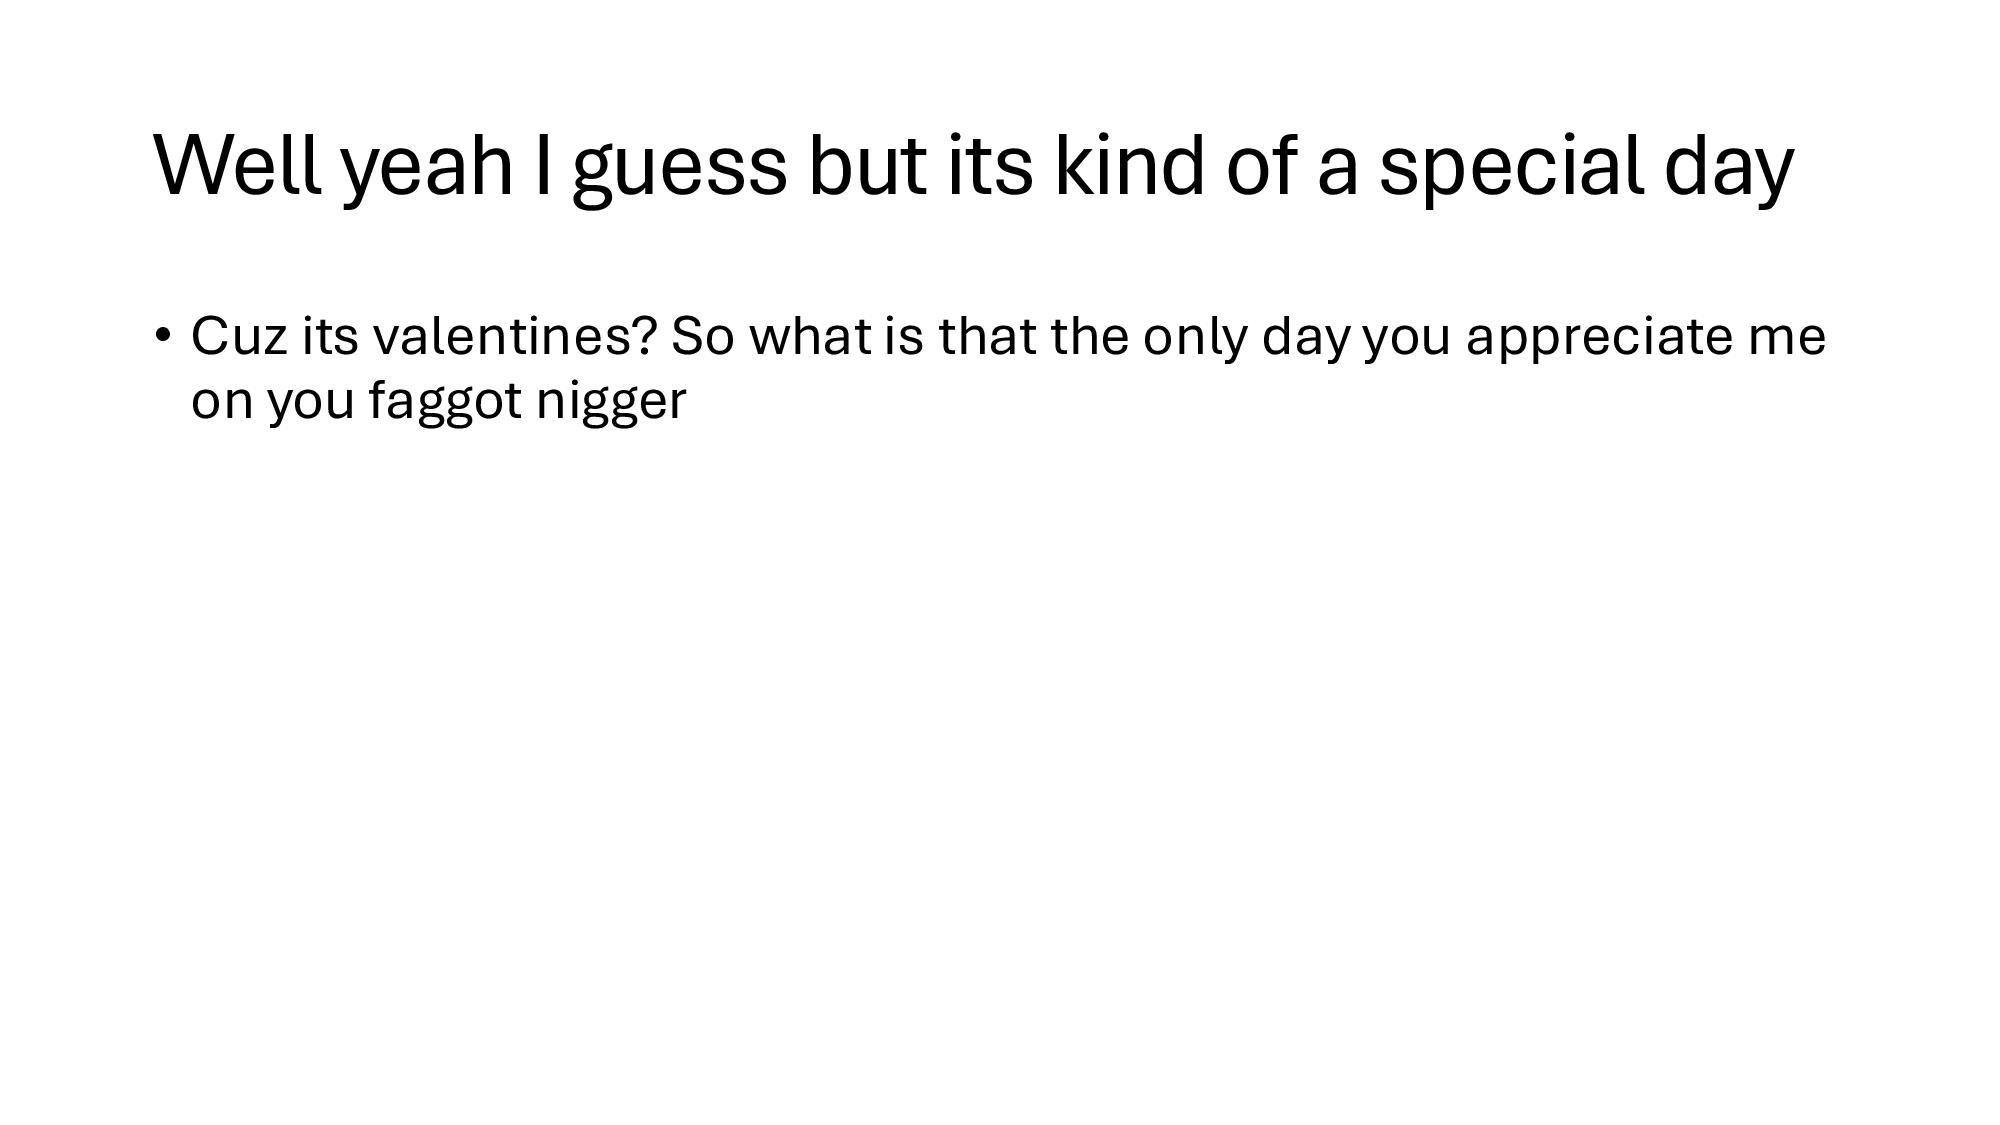 Well yeah I guess but its kind of a special day
• Cuz its valentines? So what is that the only day you appreciate me
on you faggot nigger